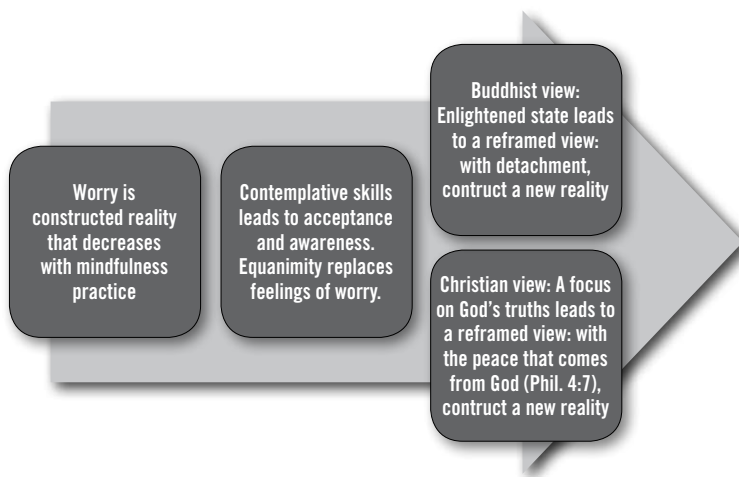 Worry is
constructed reality
that decreases
with mindfulness
practice
Contemplative skills
leads to acceptance
and awareness.
Equanimity replaces
feelings of worry.
Buddhist view:
Enlightened state leads
to a reframed view:
with detachment,
contruct a new reality
Christian view: A focus
on God’s truths leads to
a reframed view: with
the peace that comes
from God (Phil. 4:7),
contruct a new reality